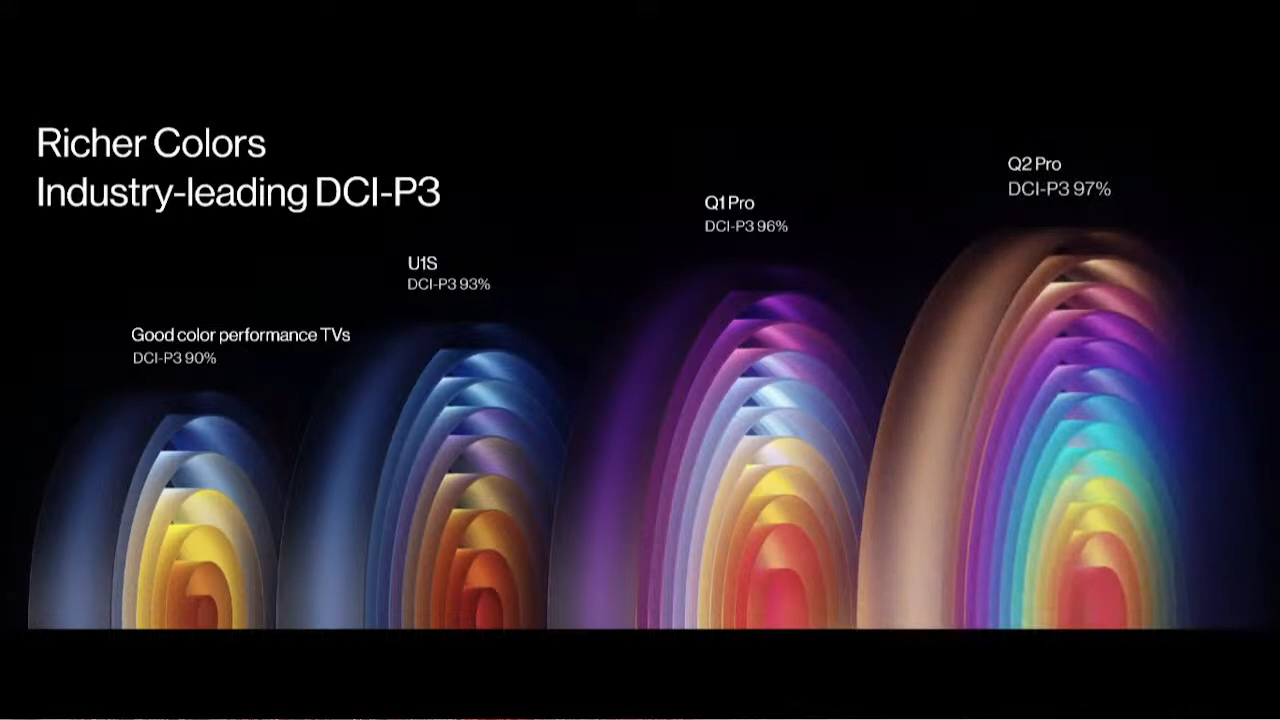 Richer Colors
Industry-leading DCI-P3
Good color performance TVs
DCI-P3 90%
U1S
DCI-P3 93%
Q1 Pro
DCI-P3 96%
Q2 Pro
DCI-P3 97%